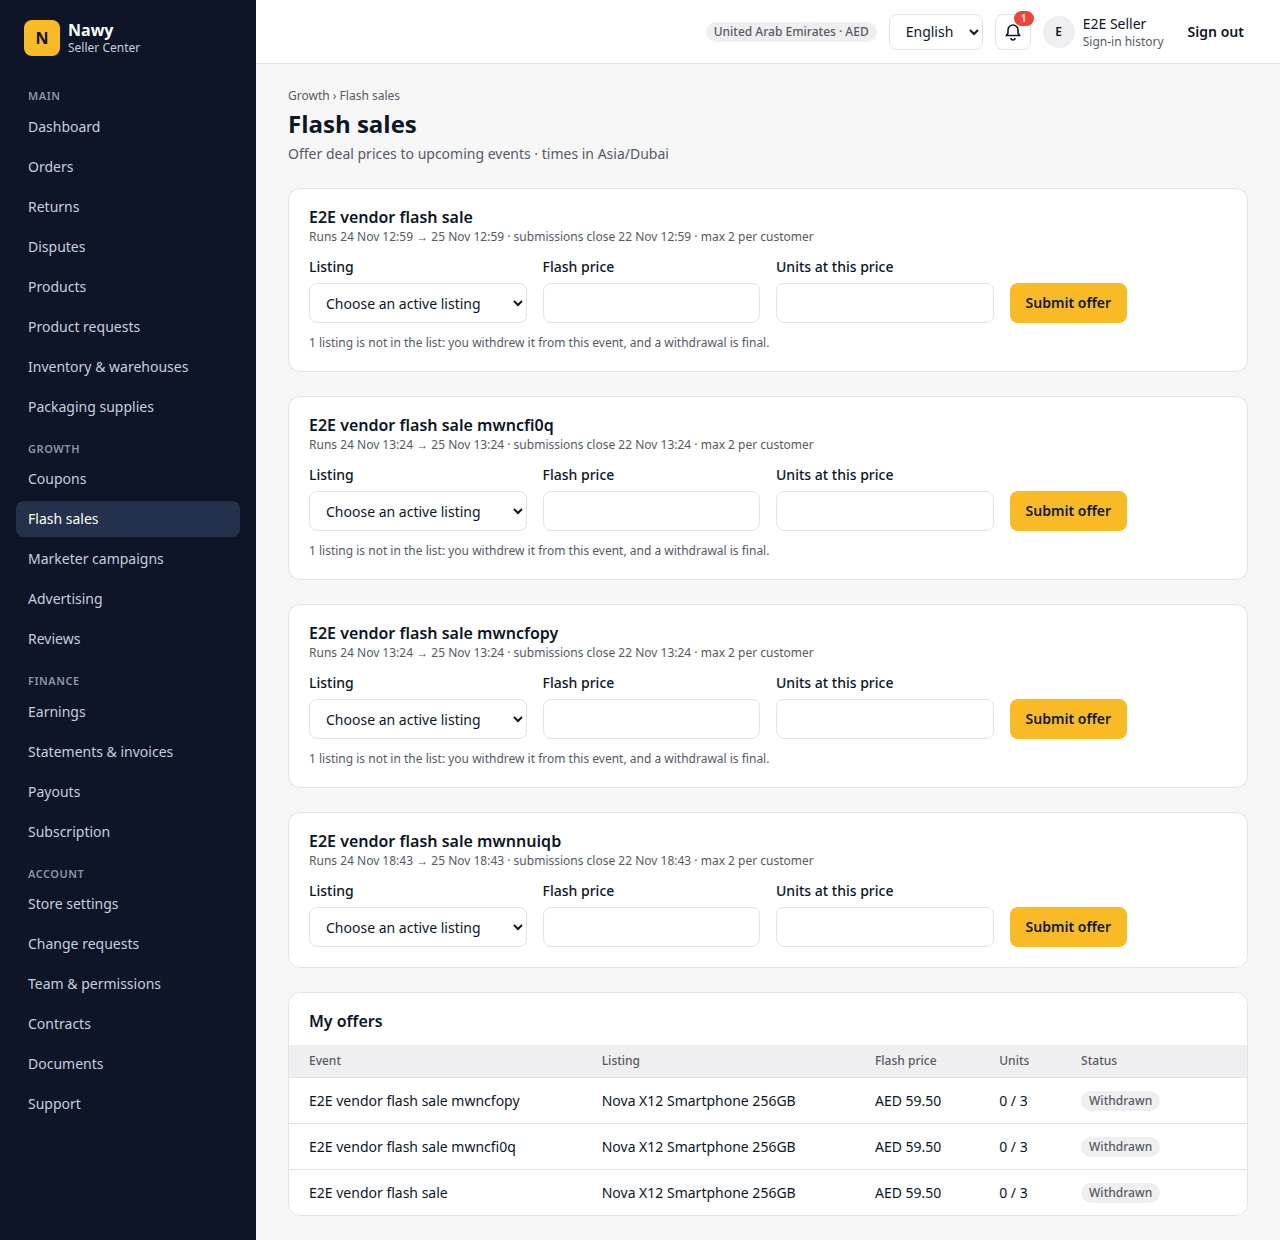 N
Nawy
Seller Center
MAIN
Dashboard
Orders
Returns
Disputes
Products
Product requests
Inventory & warehouses
Packaging supplies
GROWTH
Coupons
Flash sales
Marketer campaigns
Advertising
Reviews
FINANCE
Earnings
Statements & invoices
Payouts
Subscription
ACCOUNT
Store settings
Change requests
Team & permissions
Contracts
Documents
Support
United Arab Emirates · AED
English
1
E
E2E Seller
Sign-in history
Sign out
Growth › Flash sales
Flash sales
Offer deal prices to upcoming events · times in Asia/Dubai
E2E vendor flash sale
Runs 24 Nov 12:59 → 25 Nov 12:59 · submissions close 22 Nov 12:59 · max 2 per customer
Listing Flash price Units at this price
Choose an active listing Submit offer
1 listing is not in the list: you withdrew it from this event, and a withdrawal is final.
E2E vendor flash sale mwncfi0q
Runs 24 Nov 13:24 → 25 Nov 13:24 · submissions close 22 Nov 13:24 · max 2 per customer
Listing Flash price Units at this price
Choose an active listing Submit offer
1 listing is not in the list: you withdrew it from this event, and a withdrawal is final.
E2E vendor flash sale mwncfopy
Runs 24 Nov 13:24 → 25 Nov 13:24 · submissions close 22 Nov 13:24 · max 2 per customer
Listing Flash price Units at this price
Choose an active listing Submit offer
1 listing is not in the list: you withdrew it from this event, and a withdrawal is final.
E2E vendor flash sale mwnnuiqb
Runs 24 Nov 18:43 → 25 Nov 18:43 · submissions close 22 Nov 18:43 · max 2 per customer
Listing Flash price Units at this price
Choose an active listing Submit offer
My offers
Event Listing Flash price Units Status
E2E vendor flash sale mwncfopy Nova X12 Smartphone 256GB AED 59.50 0 / 3 Withdrawn
E2E vendor flash sale mwncfi0q Nova X12 Smartphone 256GB AED 59.50 0 / 3 Withdrawn
E2E vendor flash sale Nova X12 Smartphone 256GB AED 59.50 0 / 3 Withdrawn